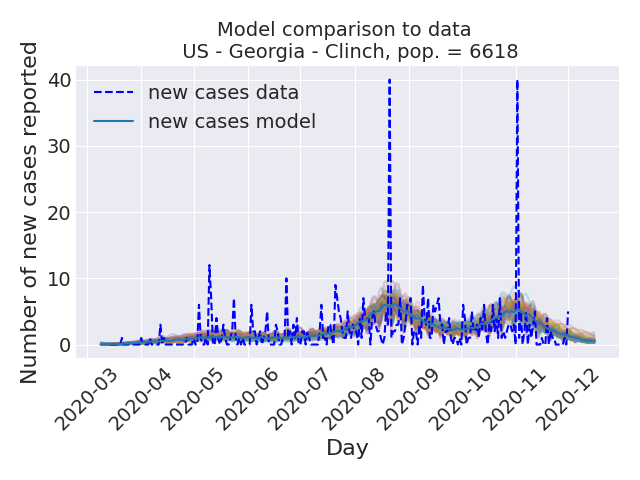 Model comparison to data
US - Georgia - Clinch, pop. = 6618
new cases data
new cases model
Number of new cases reported
40
30
20
10
0
2020-03
2020-04
2020-05
2020-06
2020-07
2020-08
2020-09
2020-10
2020-11
2020-12
Day